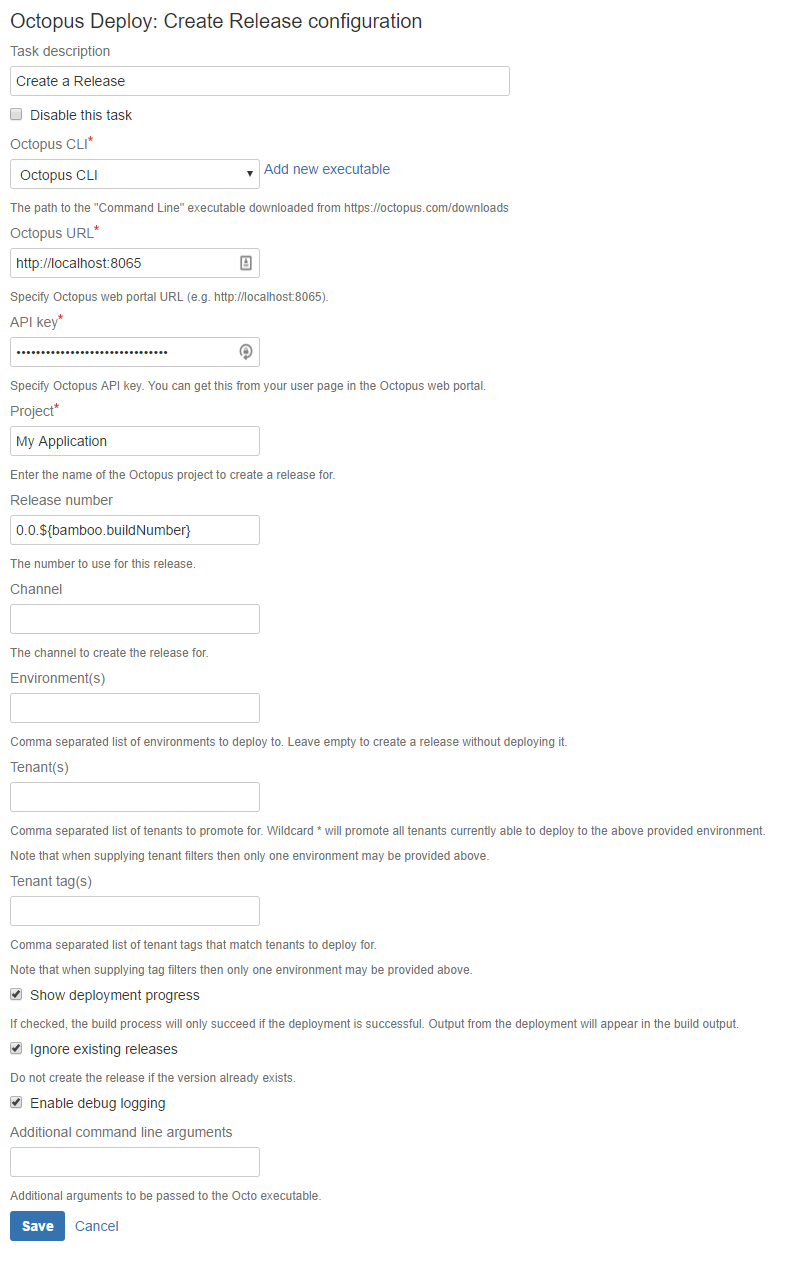 Octopus Deploy: Create Release configuration
Task description
Create a Release
Disable this task
Octopus CLI*
Octopus CLI Add new executable
The path to the "Command Line" executable downloaded from https://octopus.com/downloads
Octopus URL*
http://localhost:8065
Specify Octopus web portal URL (e.g. http://localhost:8065).
API key*
••••••••••••••••••••••••••••••••
Specify Octopus API key. You can get this from your user page in the Octopus web portal.
Project*
My Application
Enter the name of the Octopus project to create a release for.
Release number
0.0.${bamboo.buildNumber}
The number to use for this release.
Channel
The channel to create the release for.
Environment(s)
Comma separated list of environments to deploy to. Leave empty to create a release without deploying it.
Tenant(s)
Comma separated list of tenants to promote for. Wildcard * will promote all tenants currently able to deploy to the above provided environment.
Note that when supplying tenant filters then only one environment may be provided above.
Tenant tag(s)
Comma separated list of tenant tags that match tenants to deploy for.
Note that when supplying tag filters then only one environment may be provided above.
Show deployment progress
If checked, the build process will only succeed if the deployment is successful. Output from the deployment will appear in the build output.
Ignore existing releases
Do not create the release if the version already exists.
Enable debug logging
Additional command line arguments
Additional arguments to be passed to the Octo executable.
Save Cancel